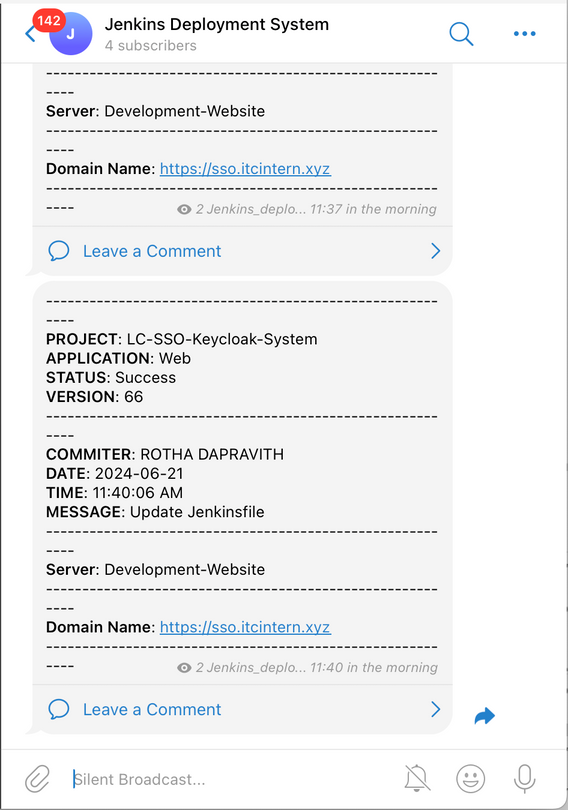 142
J
Jenkins Deployment System
4 subscribers
------------------------------------------------------
----
Server: Development-Website
------------------------------------------------------
----
Domain Name: https://sso.itcintern.xyz
------------------------------------------------------
---- 2 Jenkins_deplo... 11:37 in the morning
Leave a Comment
------------------------------------------------------
----
PROJECT: LC-SSO-Keycloak-System
APPLICATION: Web
STATUS: Success
VERSION: 66
------------------------------------------------------
----
COMMITER: ROTHA DAPRAVITH
DATE: 2024-06-21
TIME: 11:40:06 AM
MESSAGE: Update Jenkinsfile
------------------------------------------------------
----
Server: Development-Website
------------------------------------------------------
----
Domain Name: https://sso.itcintern.xyz
------------------------------------------------------
---- 2 Jenkins_deplo... 11:40 in the morning
Leave a Comment
Silent Broadcast...